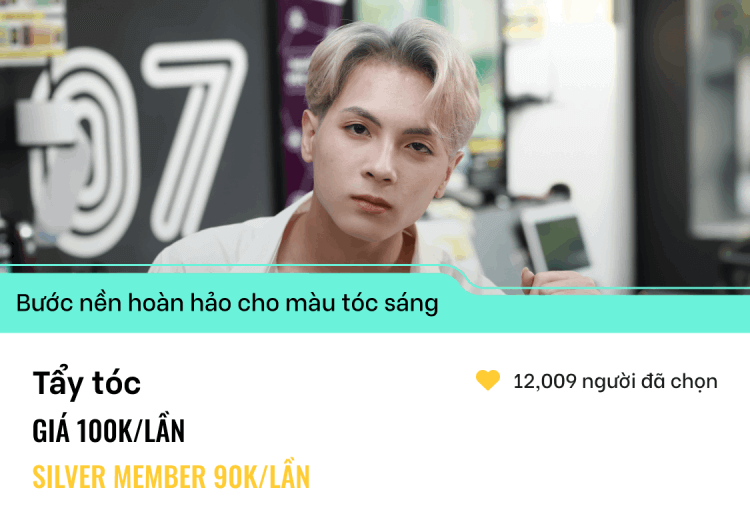 07
Bước nền hoàn hảo cho màu tóc sáng
Tẩy tóc
12,009 người đã chọn
GIÁ 100K/LẦN
SILVER MEMBER 90K/LẦN